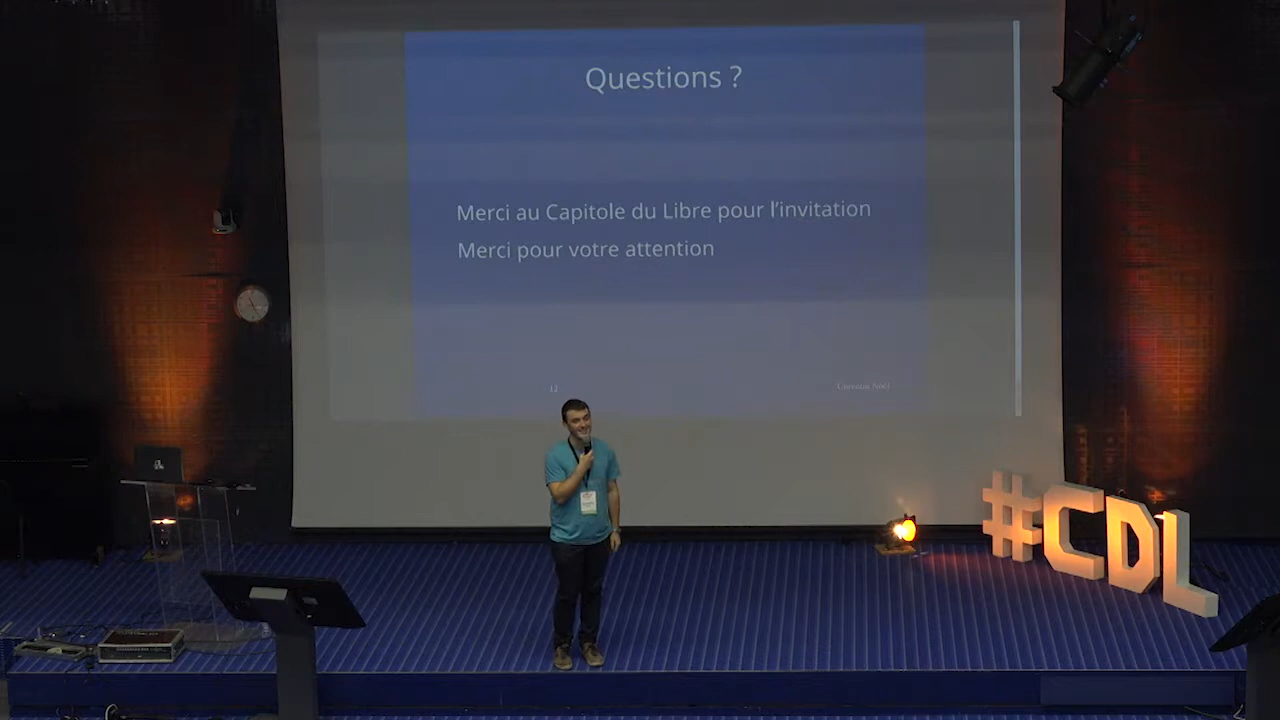 Questions ?
Merci au Capitole du Libre pour l'invitation
Merci pour votre attention
12
#CDL